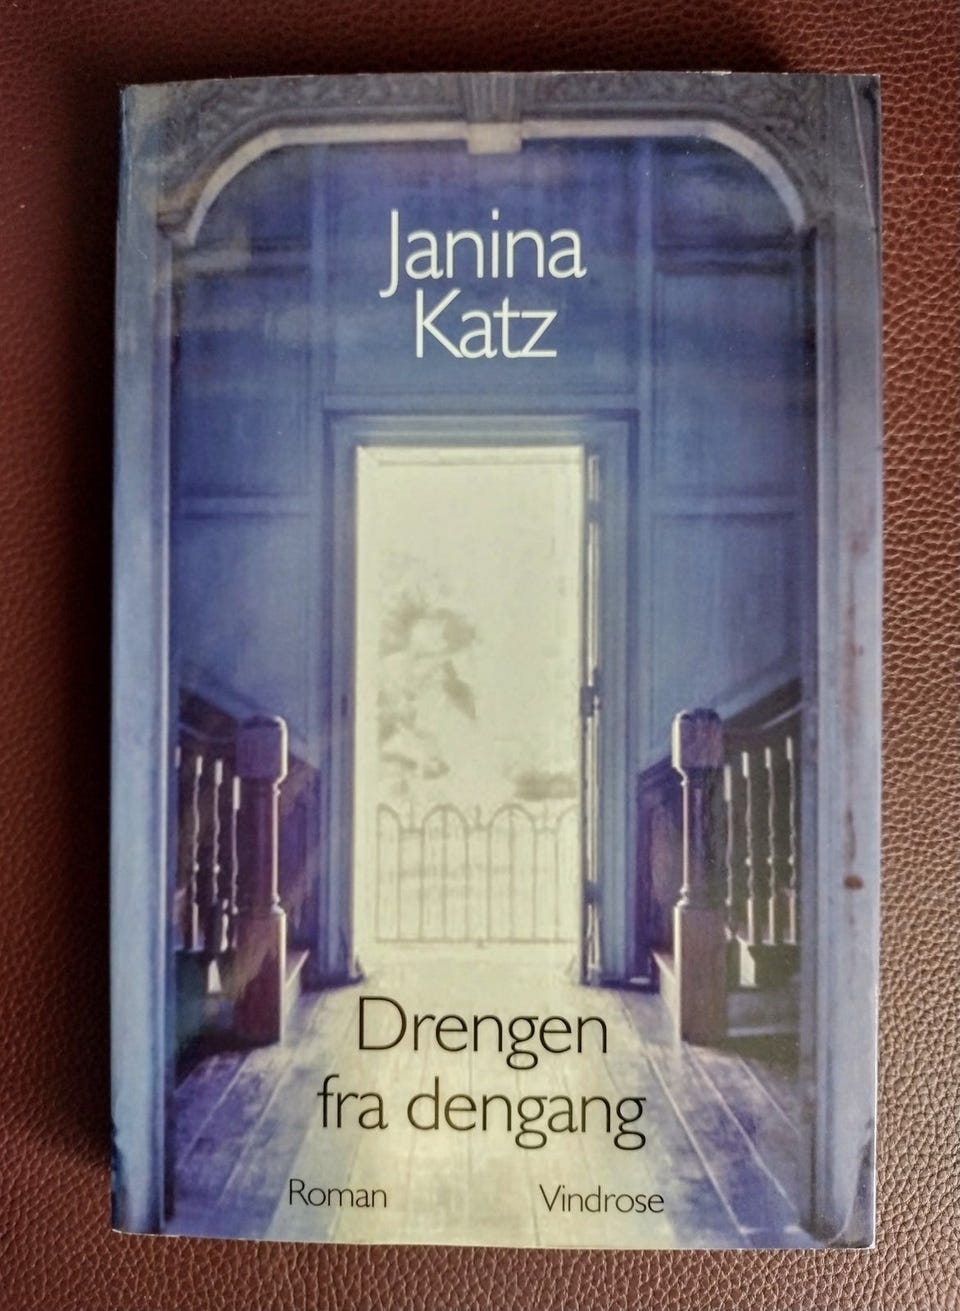 Janina
Katz
Drengen
fra dengang
Roman Vindrose